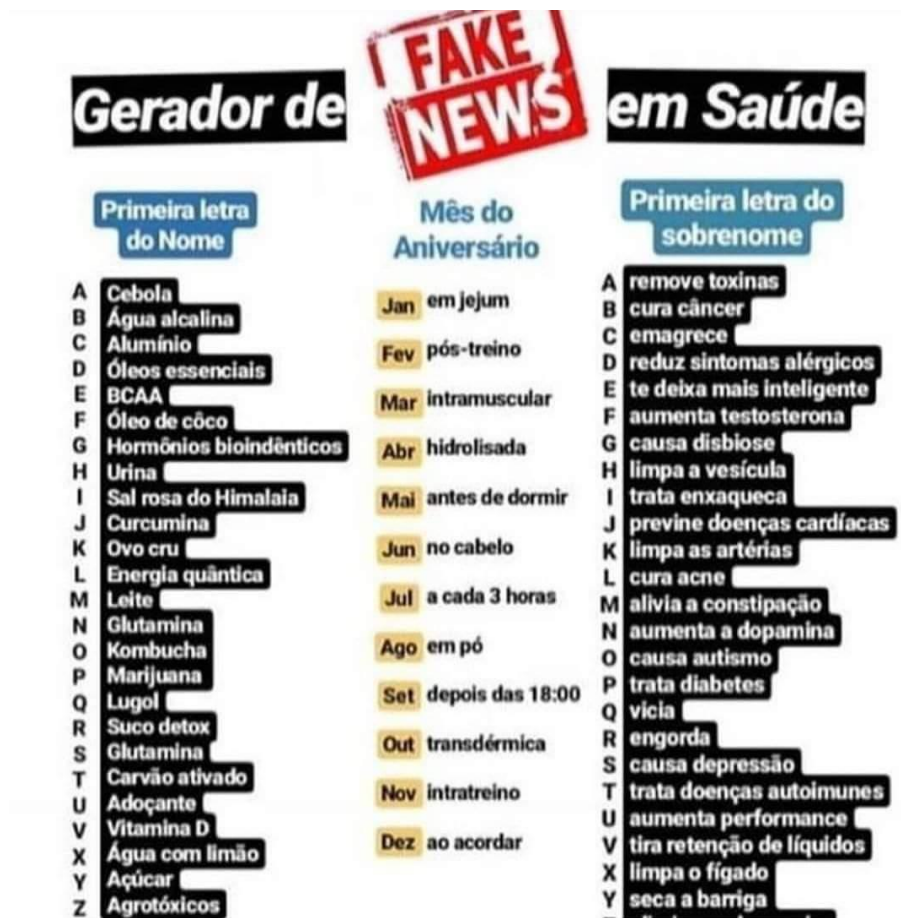 Gerador de
FAKE
NEWS
em Saúde
Primeira letra
do Nome
A Cebola
B Água alcalina
C Alumínio
D Óleos essenciais
E BCAA
F Óleo de côco
G Hormônios bioindênticos
H Urina
I Sal rosa do Himalaia
J Curcumina
K Ovo cru
L Energia quântica
M Leite
N Glutamina
O Kombucha
P Marijuana
Q Lugol
R Suco detox
S Glutamina
T Carvão ativado
U Adoçante
V Vitamina D
X Água com limão
Y Açúcar
Z Agrotóxicos
Mês do
Aniversário
Jan em jejum
Fev pós-treino
Mar intramuscular
Abr hidrolisada
Mai antes de dormir
Jun no cabelo
Jul a cada 3 horas
Ago em pó
Set depois das 18:00
Out transdérmica
Nov intratreino
Dez ao acordar
Primeira letra do
sobrenome
A remove toxinas
B cura câncer
C emagrece
D reduz sintomas alérgicos
E te deixa mais inteligente
F aumenta testosterona
G causa disbiose
H limpa a vesícula
I trata enxaqueca
J previne doenças cardíacas
K limpa as artérias
L cura acne
M alivia a constipação
N aumenta a dopamina
O causa autismo
P trata diabetes
Q vicia
R engorda
S causa depressão
T trata doenças autoimunes
U aumenta performance
V tira retenção de líquidos
X limpa o fígado
Y seca a barriga